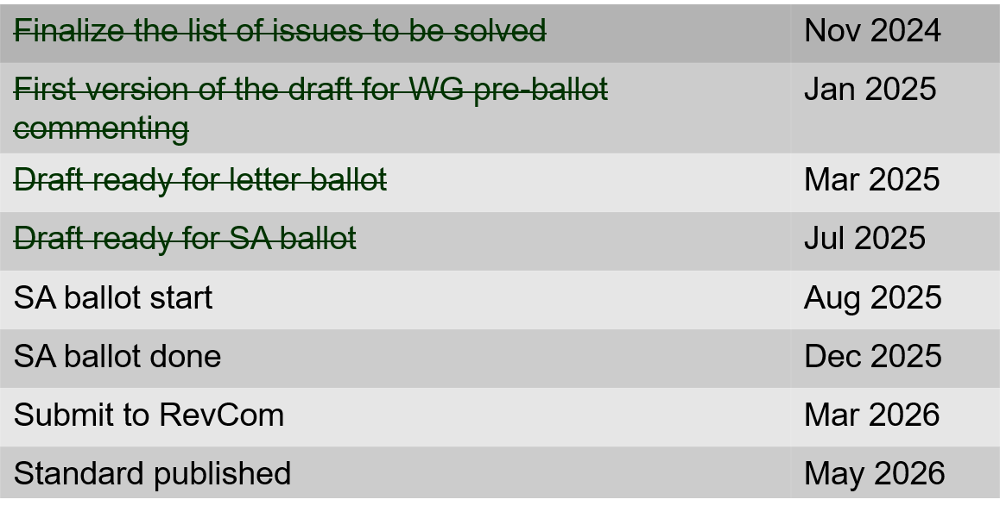 Finalize the list of issues to be solved Nov 2024
First version of the draft for WG pre-ballot Jan 2025
commenting
Draft ready for letter ballot Mar 2025
Draft ready for SA ballot Jul 2025
SA ballot start Aug 2025
SA ballot done Dec 2025
Submit to RevCom Mar 2026
Standard published May 2026